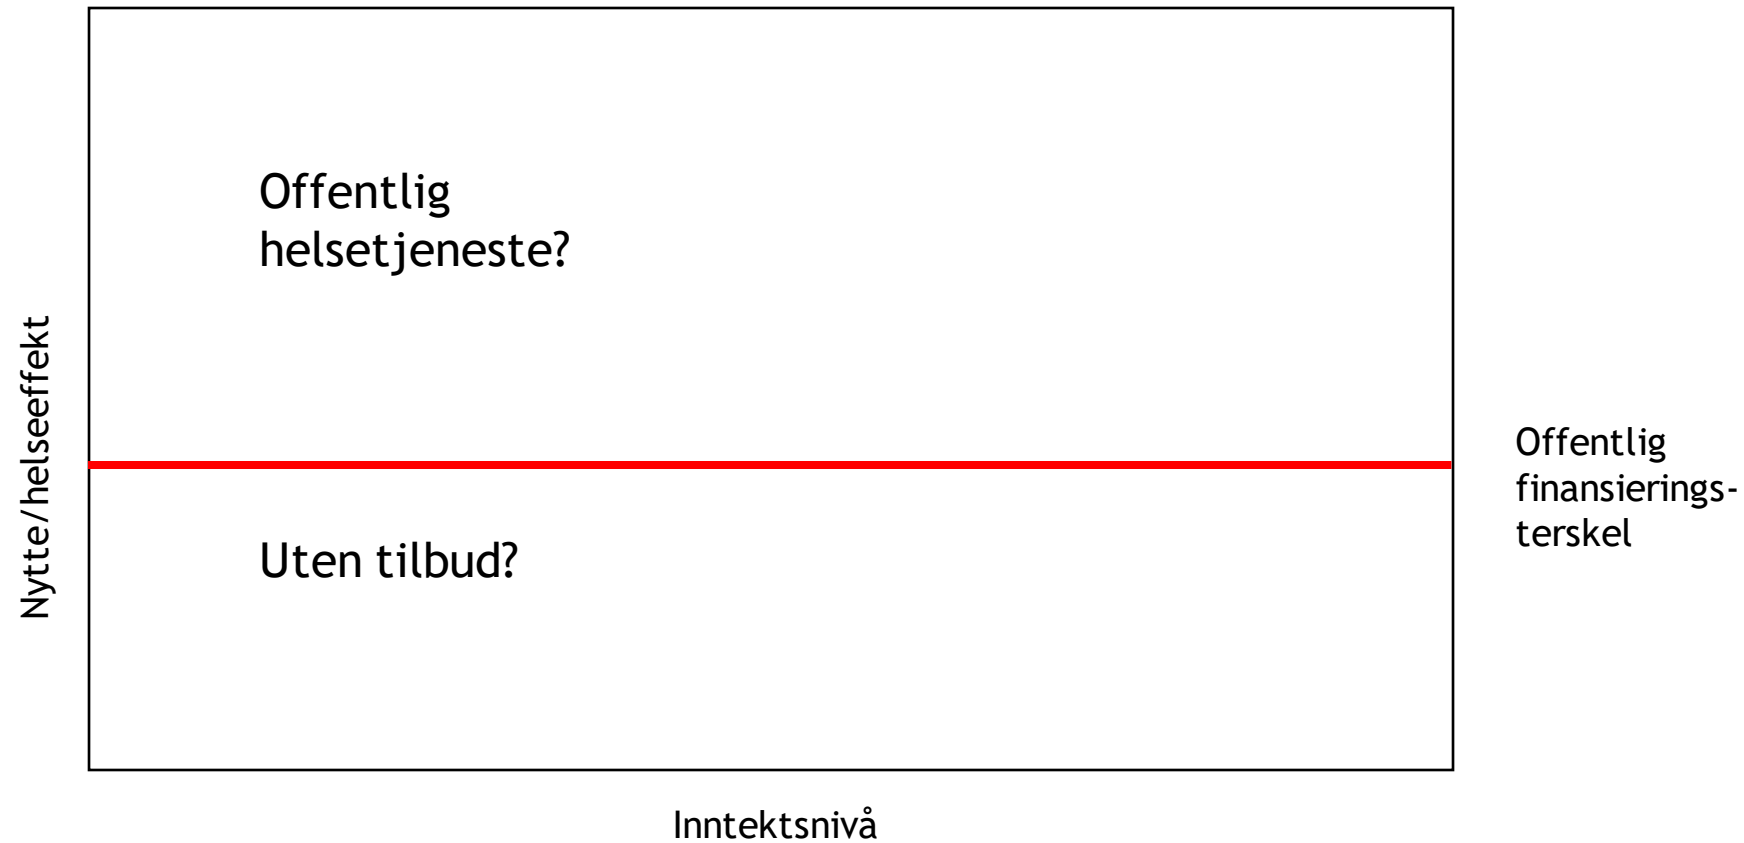 Offentlig
helsetjeneste?
Nytte/helseeffekt
Offentlig
finansierings-
terskel
Uten tilbud?
Inntektsnivå